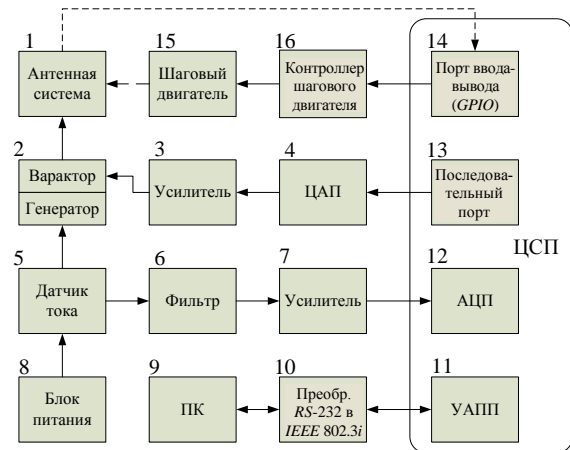 1
15
16
14
Антенная
система
Шаговый
двигатель
Контроллер
шагового
двигателя
Порт ввода-
вывода
(GPIO)
2
3
4
13
Варактор
Генератор
Усилитель
ЦАП
Последова-
тельный
порт
ЦСП
5
6
7
12
Датчик
тока
Фильтр
Усилитель
АЦП
8
9
10
11
Блок
питания
ПК
Преобр.
RS-232 в
IEEE 802.3i
УАПП